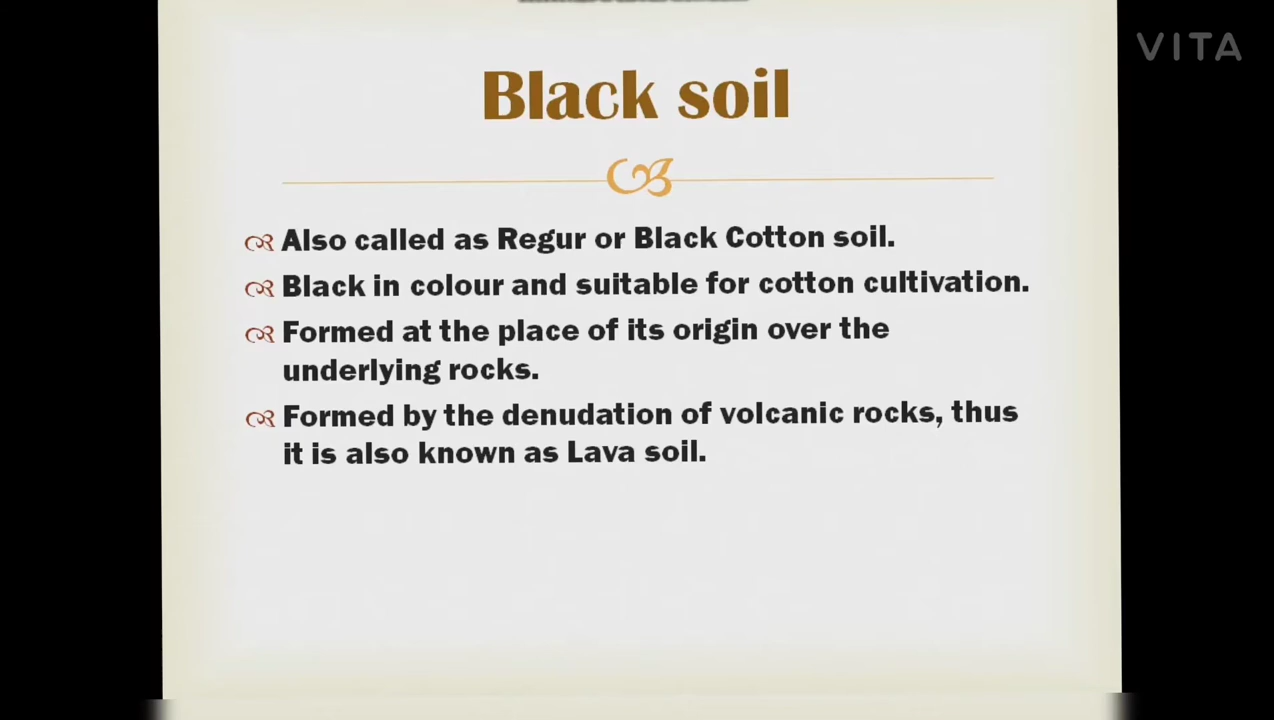 VITA
Black soil
Also called as Regur or Black Cotton soil.
Black in colour and suitable for cotton cultivation.
Formed at the place of its origin over the
underlying rocks.
Formed by the denudation of volcanic rocks, thus
it is also known as Lava soil.